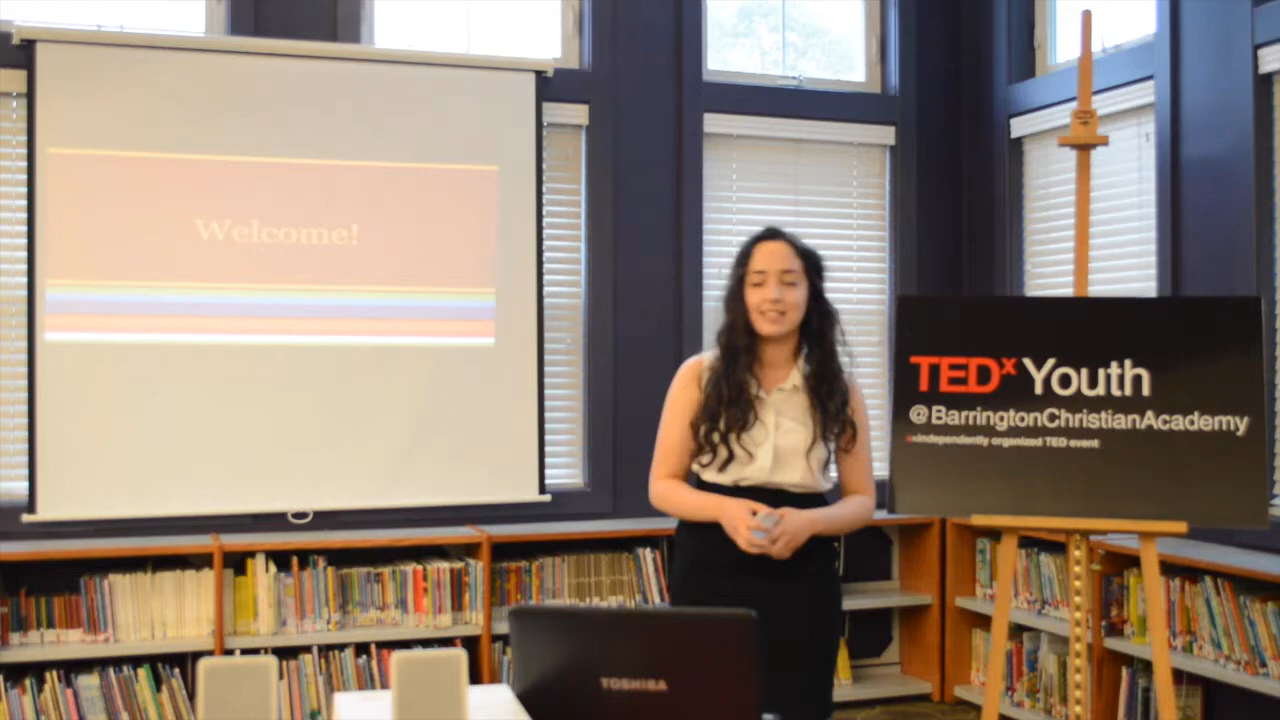 Welcome!
TEDx Youth
@BarringtonChristianAcademy
x=independently organized TED event
TOSHIBA